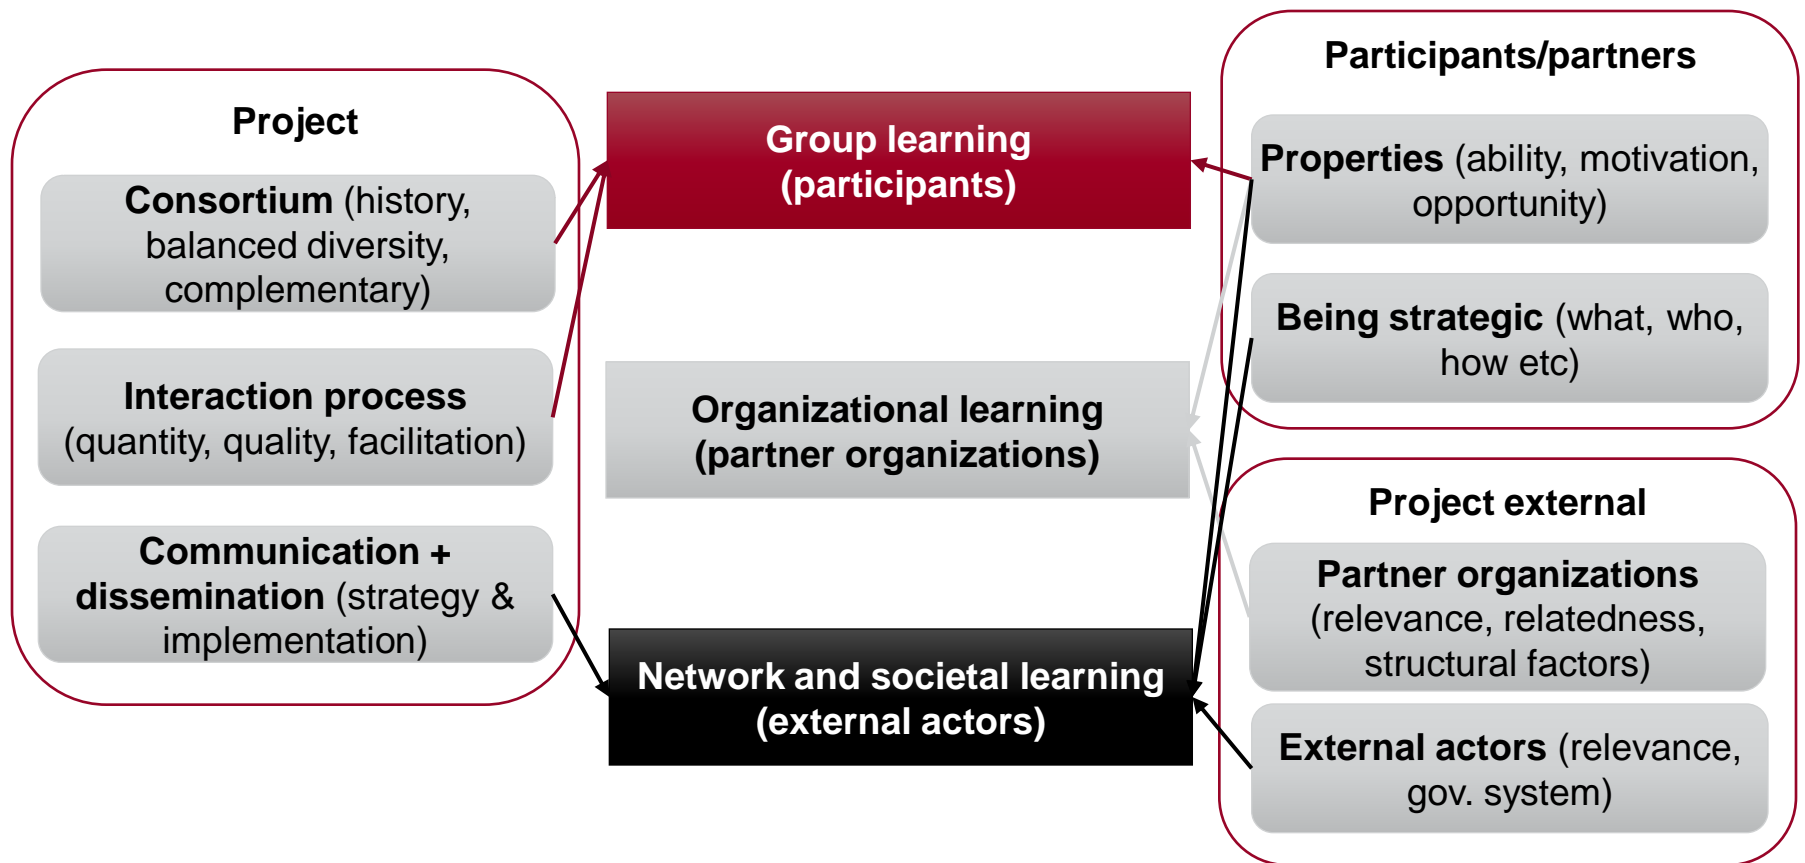 Project
Consortium (history,
balanced diversity,
complementary)
Interaction process
(quantity, quality, facilitation)
Communication +
dissemination (strategy &
implementation)
Group learning
(participants)
Organizational learning
(partner organizations)
Network and societal learning
(external actors)
Participants/partners
Properties (ability, motivation,
opportunity)
Being strategic (what, who,
how etc)
Project external
Partner organizations
(relevance, relatedness,
structural factors)
External actors (relevance,
gov. system)